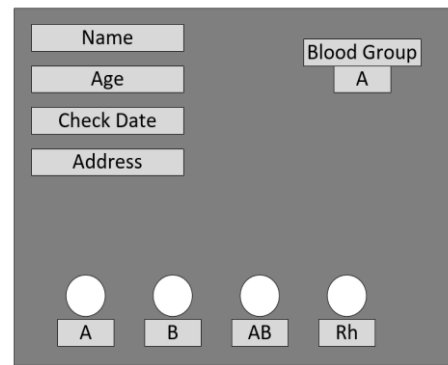 Name
Blood Group
Age
A
Check Date
Address
A B AB Rh